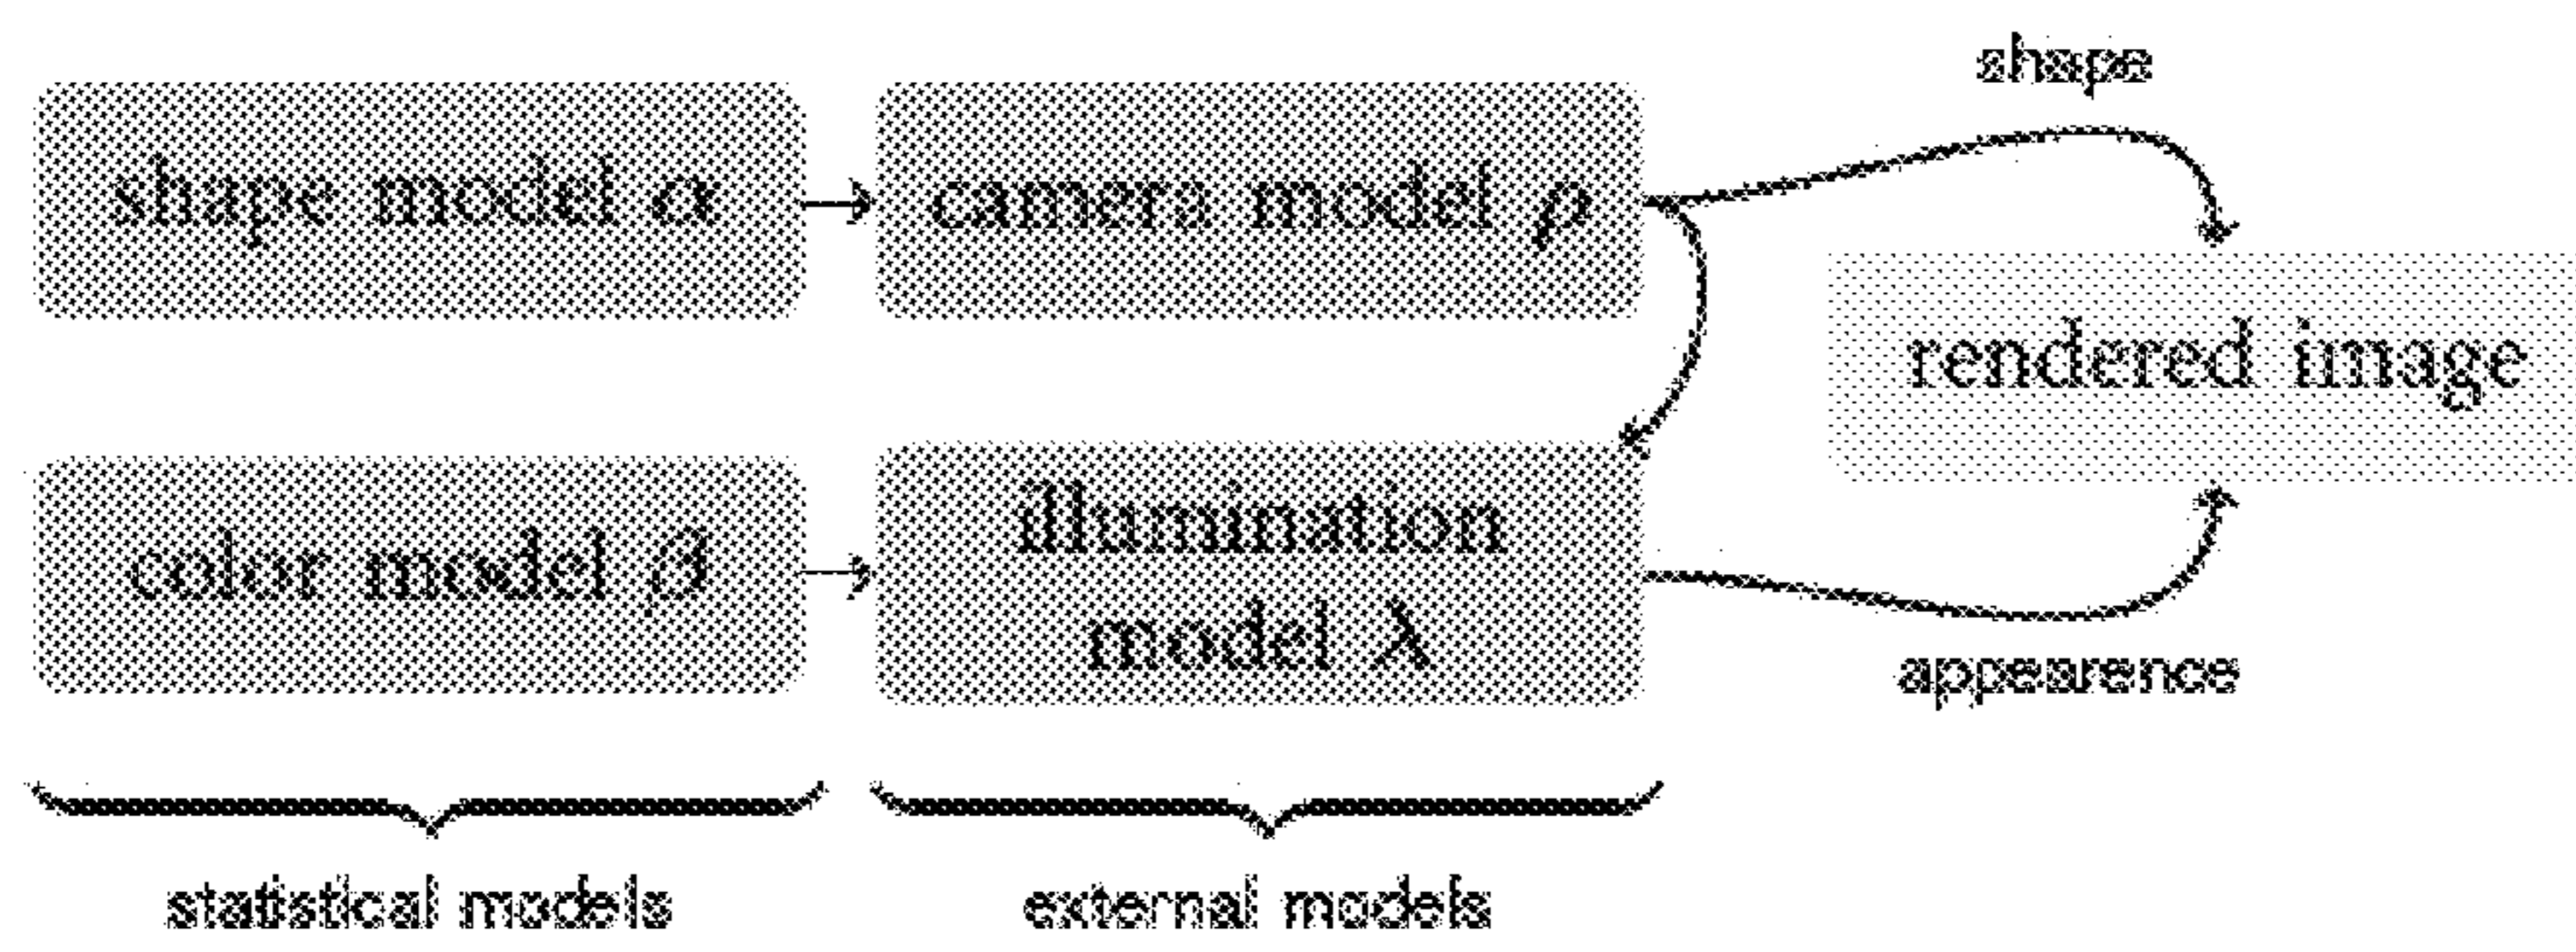 shape
shape model α
camera model ρ
rendered image
color model β
illumination
model λ
appearence
statistical models
external models